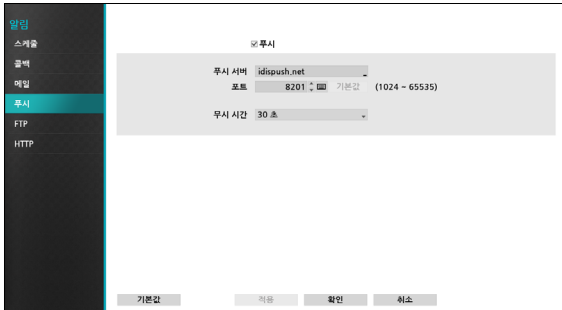 알림
스케줄
콜백
메일
푸시
FTP
HTTP
푸시
푸시 서버 idispush.net
포트 8201 기본값 (1024 ~ 65535)
무시 시간 30 초
기본값 적용 확인 취소